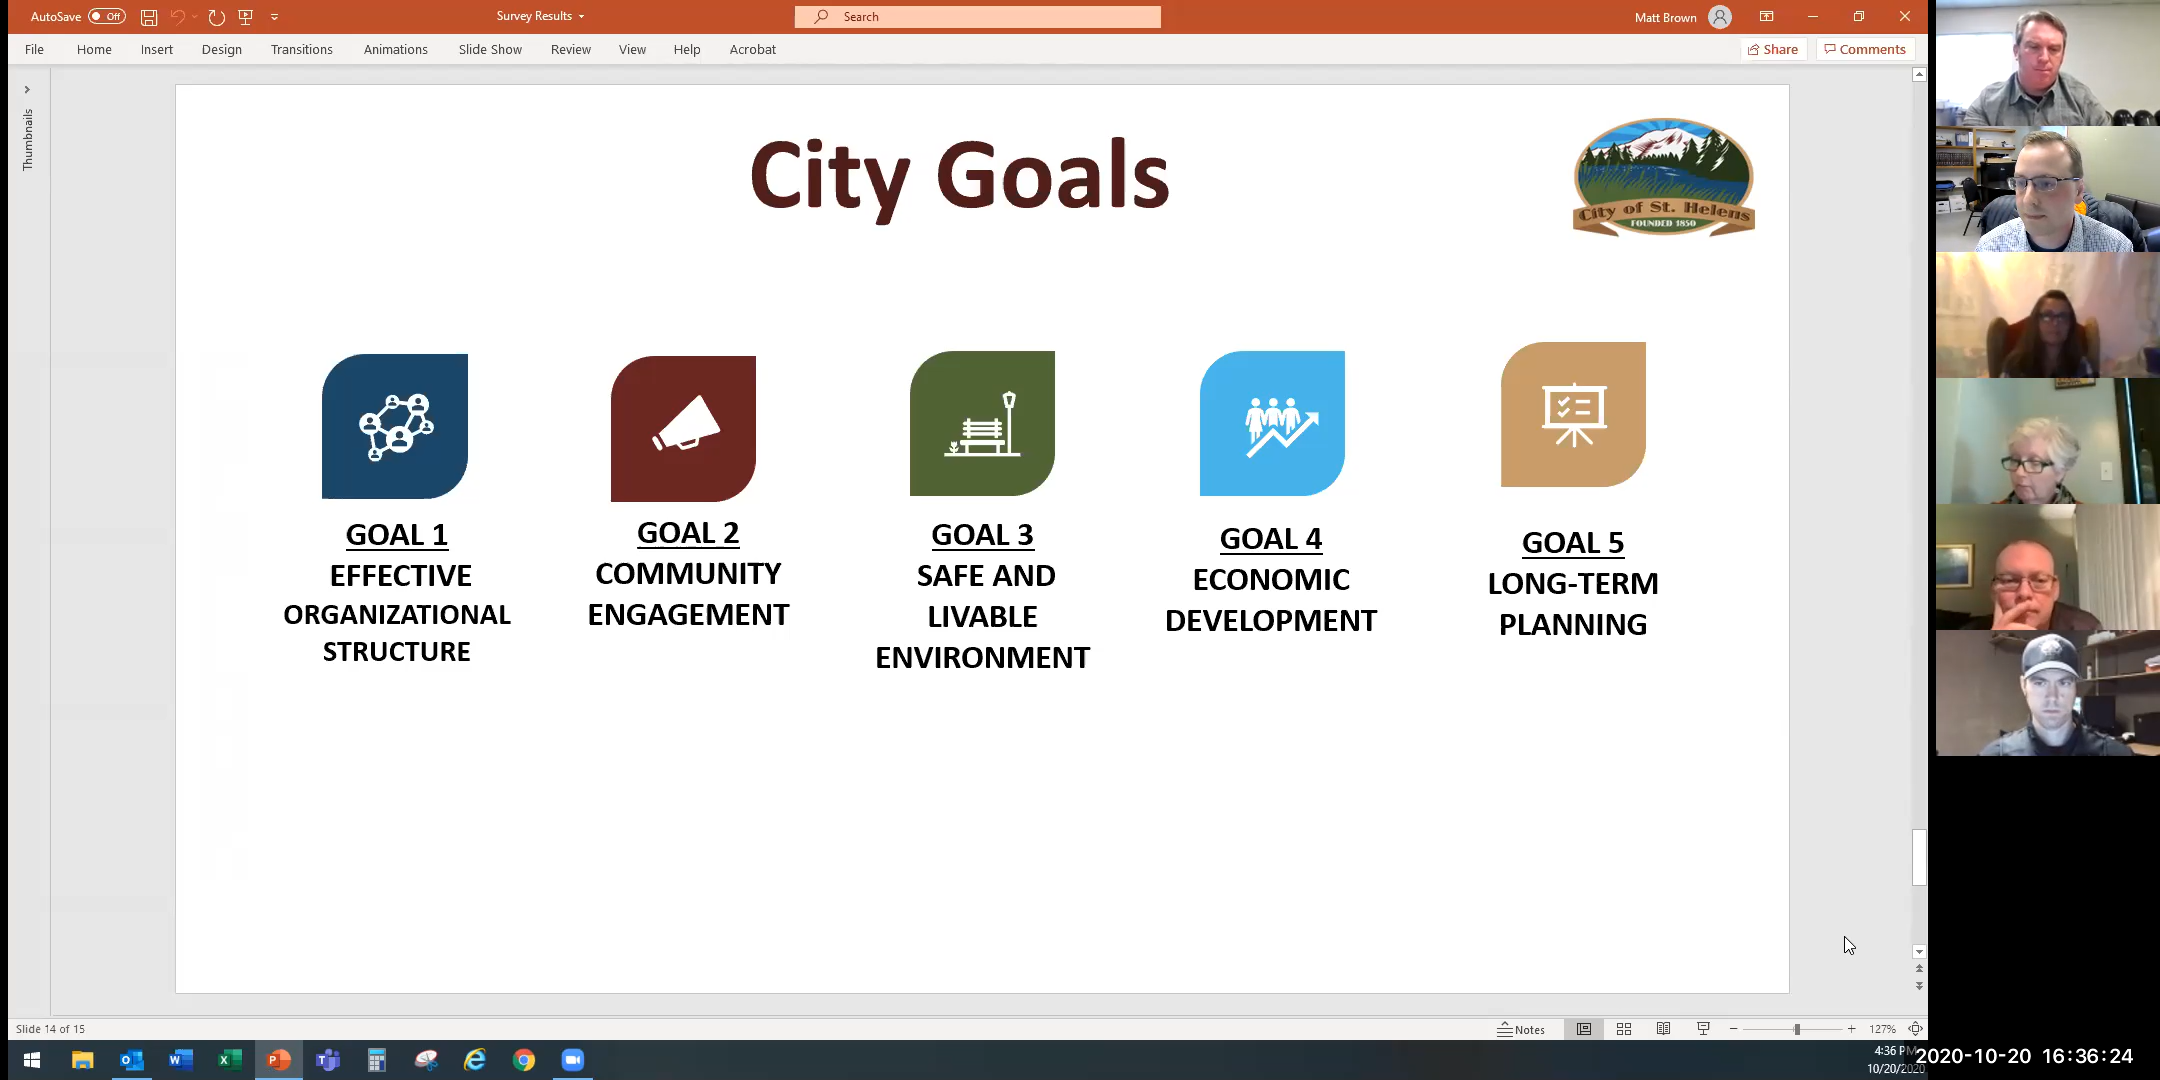 AutoSave Off Survey Results Search Matt Brown
File Home Insert Design Transitions Animations Slide Show Review View Help Acrobat Share Comments
Thumbnails
City Goals
City of St. Helens
FOUNDED 1850
GOAL 1
EFFECTIVE
ORGANIZATIONAL
STRUCTURE
GOAL 2
COMMUNITY
ENGAGEMENT
GOAL 3
SAFE AND
LIVABLE
ENVIRONMENT
GOAL 4
ECONOMIC
DEVELOPMENT
GOAL 5
LONG-TERM
PLANNING
Slide 14 of 15 Notes 127%
4:36 PM
10/20/2020
2020-10-20 16:36:24